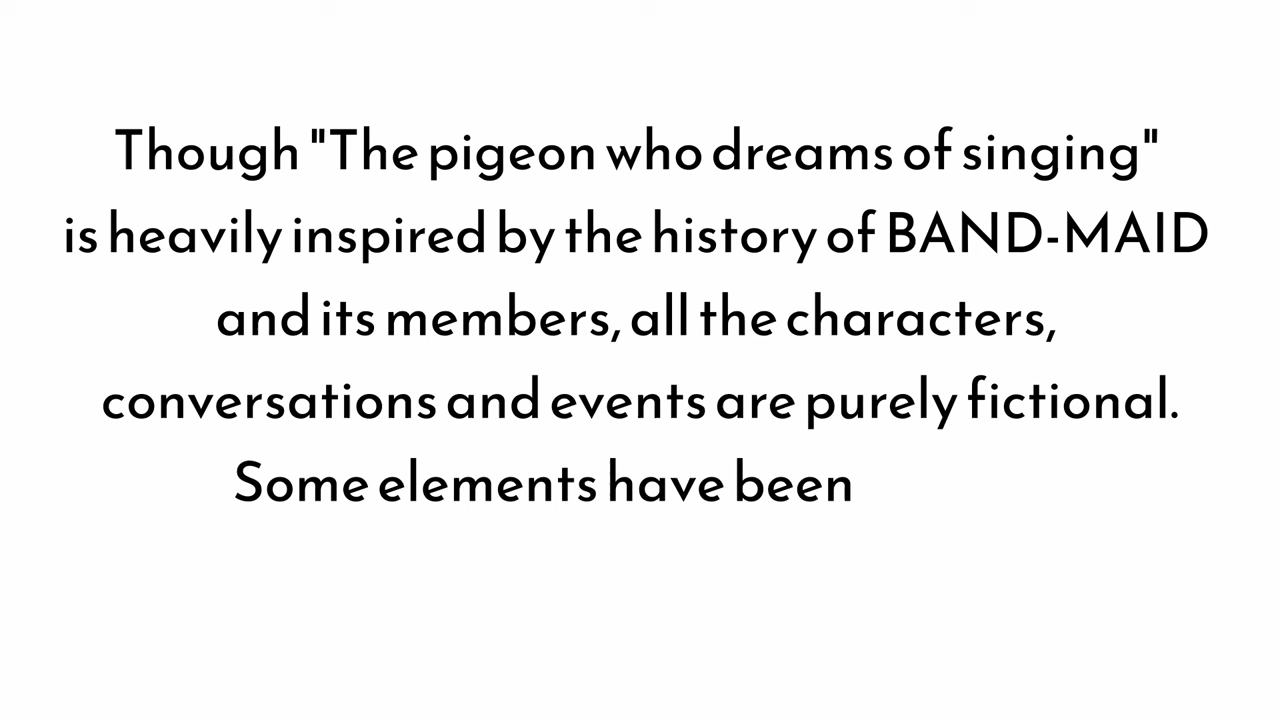 Though "The pigeon who dreams of singing"
is heavily inspired by the history of BAND-MAID
and its members, all the characters,
conversations and events are purely fictional.
Some elements have been